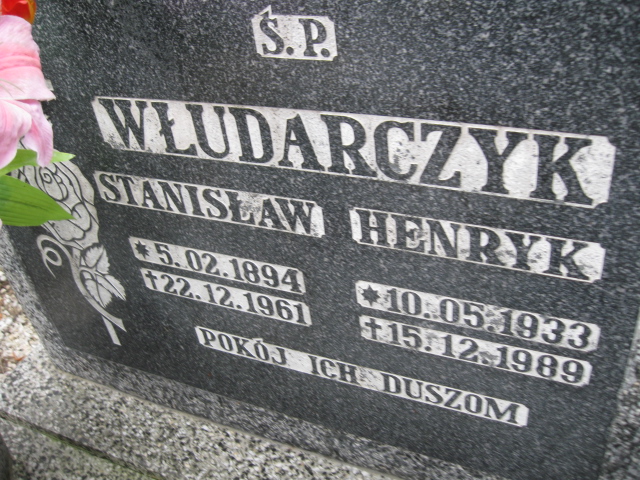 Ś.P.
WŁUDARCZYK
STANISŁAW HENRYK
* 5.02.1894 * 10.05.1933
† 22.12.1961 † 15.12.1989
POKÓJ ICH DUSZOM